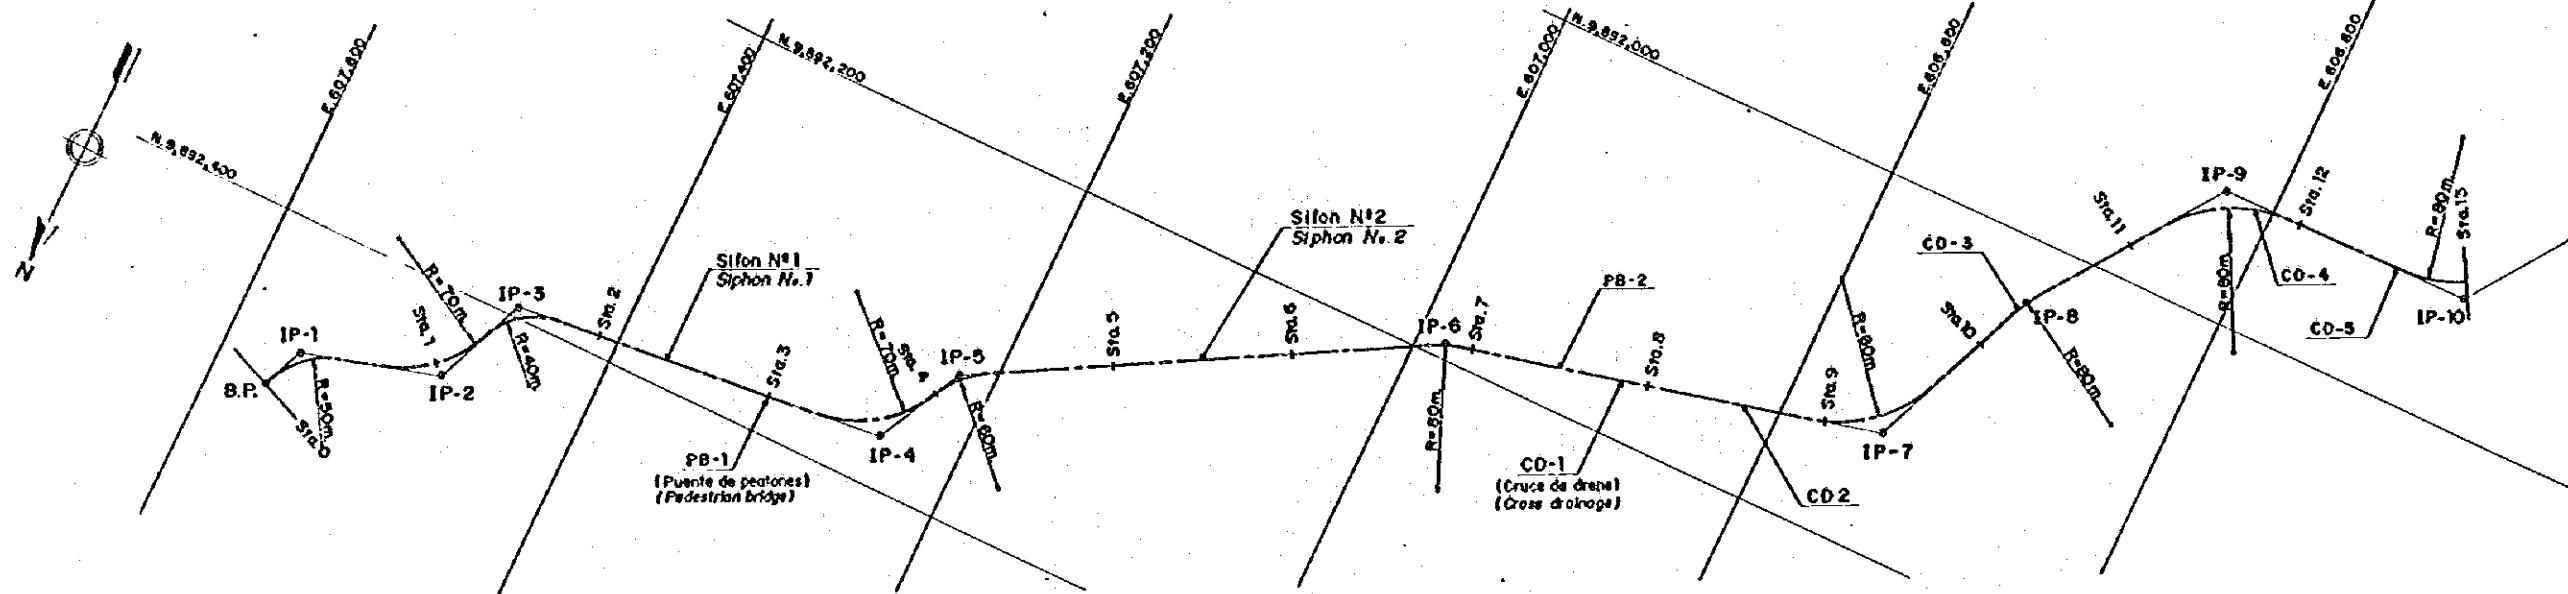 N
N. 9,892,400
E. 607,600
E. 607,400
N. 9,892,200
E. 607,200
E. 607,000
N. 9,892,000
E. 606,800
E. 606,600
B.P.
IP-1
R=50m
Sta. 0
Sta. 1
IP-2
R=70m
IP-3
R=40m
Sta. 2
Sifon Nº1
Siphon No. 1
Sta. 3
PB-1
(Puente de peatones)
(Pedestrian bridge)
R=70m
Sta. 4
IP-4
IP-5
R=60m
Sta. 5
Sifon Nº2
Siphon No. 2
Sta. 6
IP-6
R=80m
Sta. 7
PB-2
CD-1
(Cruce de drenel
(Cross drainage)
Sta. 8
CD 2
Sta. 9
R=80m
IP-7
Sta. 10
CD-3
IP-8
R=80m
Sta. 11
IP-9
R=80m
CD-4
Sta. 12
CD-5
R=80m
Sta. 13
IP-10